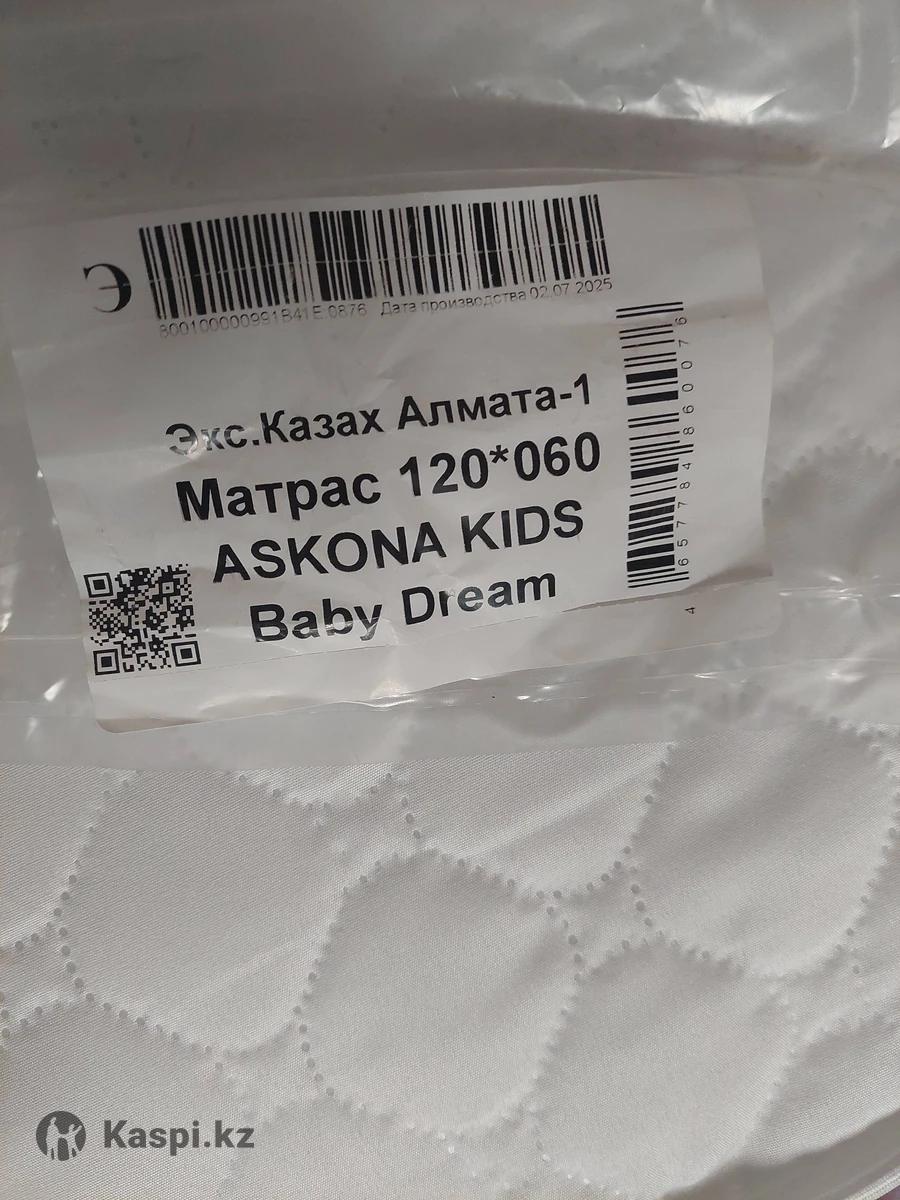 Э
800100000991B41E.0876 Дата производства 02.07 2025
Экс.Казах Алмата-1
Матрас 120*060
ASKONA KIDS
Baby Dream
4 657784 860076
Kaspi.kz